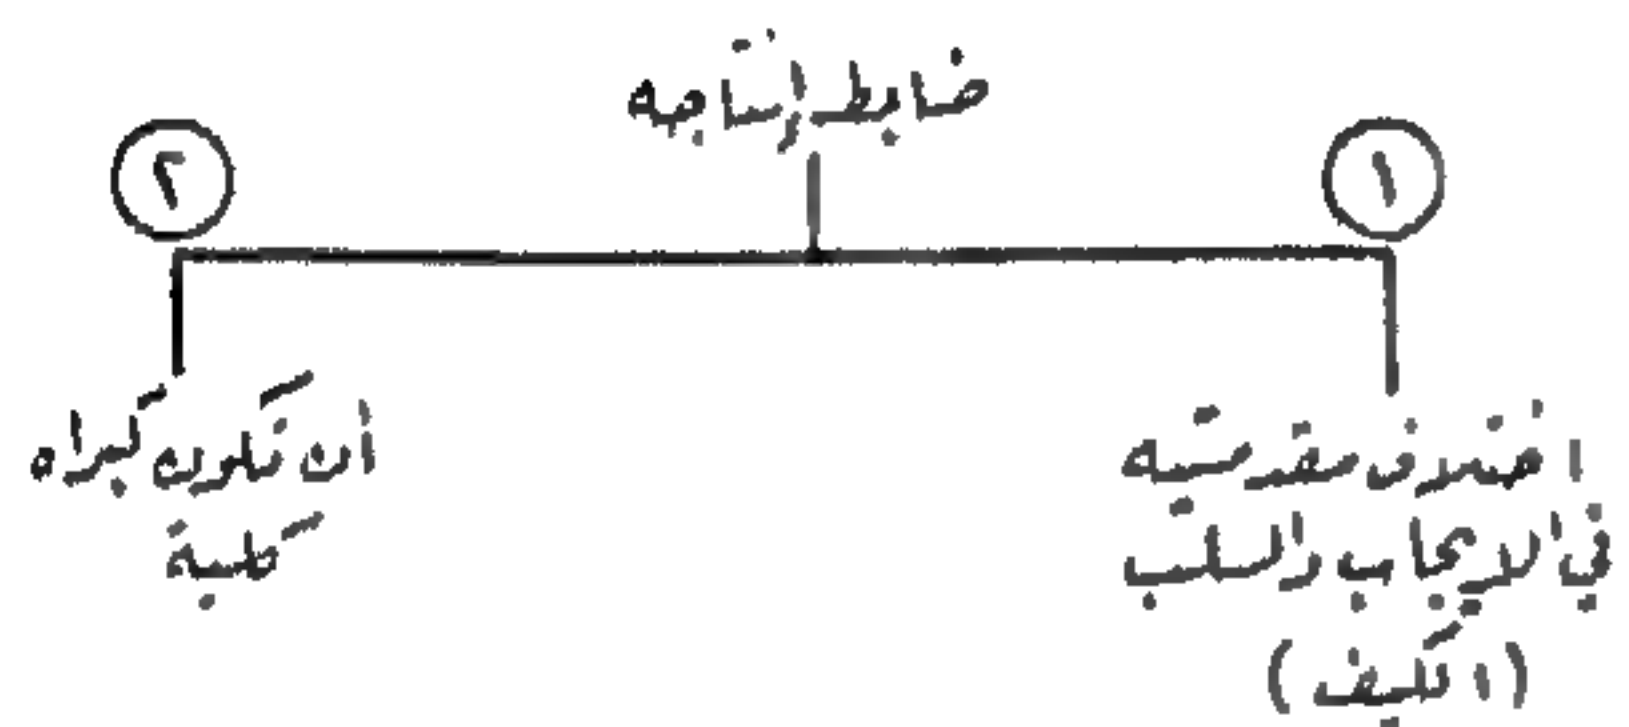 ضابط إنتاجه
١
٢
اختلاف مقدمتيه
في الإيجاب والسلب
(الكيف)
أن تكون كبراه
كلية